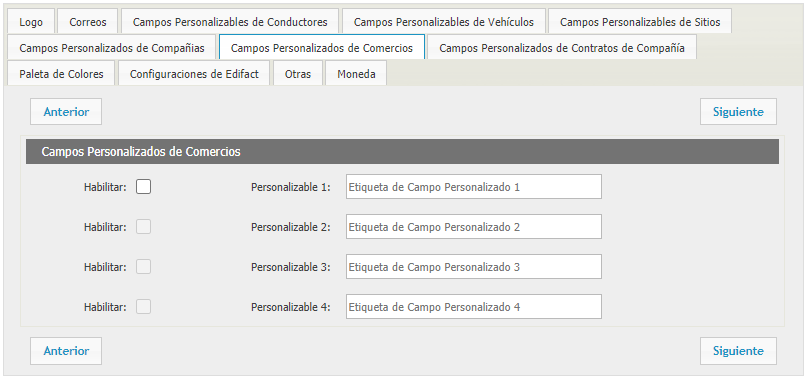 Logo Correos Campos Personalizables de Conductores Campos Personalizables de Vehículos Campos Personalizables de Sitios
Campos Personalizados de Compañias Campos Personalizados de Comercios Campos Personalizados de Contratos de Compañía
Paleta de Colores Configuraciones de Edifact Otras Moneda
Anterior Siguiente
Campos Personalizados de Comercios
Habilitar: Personalizable 1: Etiqueta de Campo Personalizado 1
Habilitar: Personalizable 2: Etiqueta de Campo Personalizado 2
Habilitar: Personalizable 3: Etiqueta de Campo Personalizado 3
Habilitar: Personalizable 4: Etiqueta de Campo Personalizado 4
Anterior Siguiente